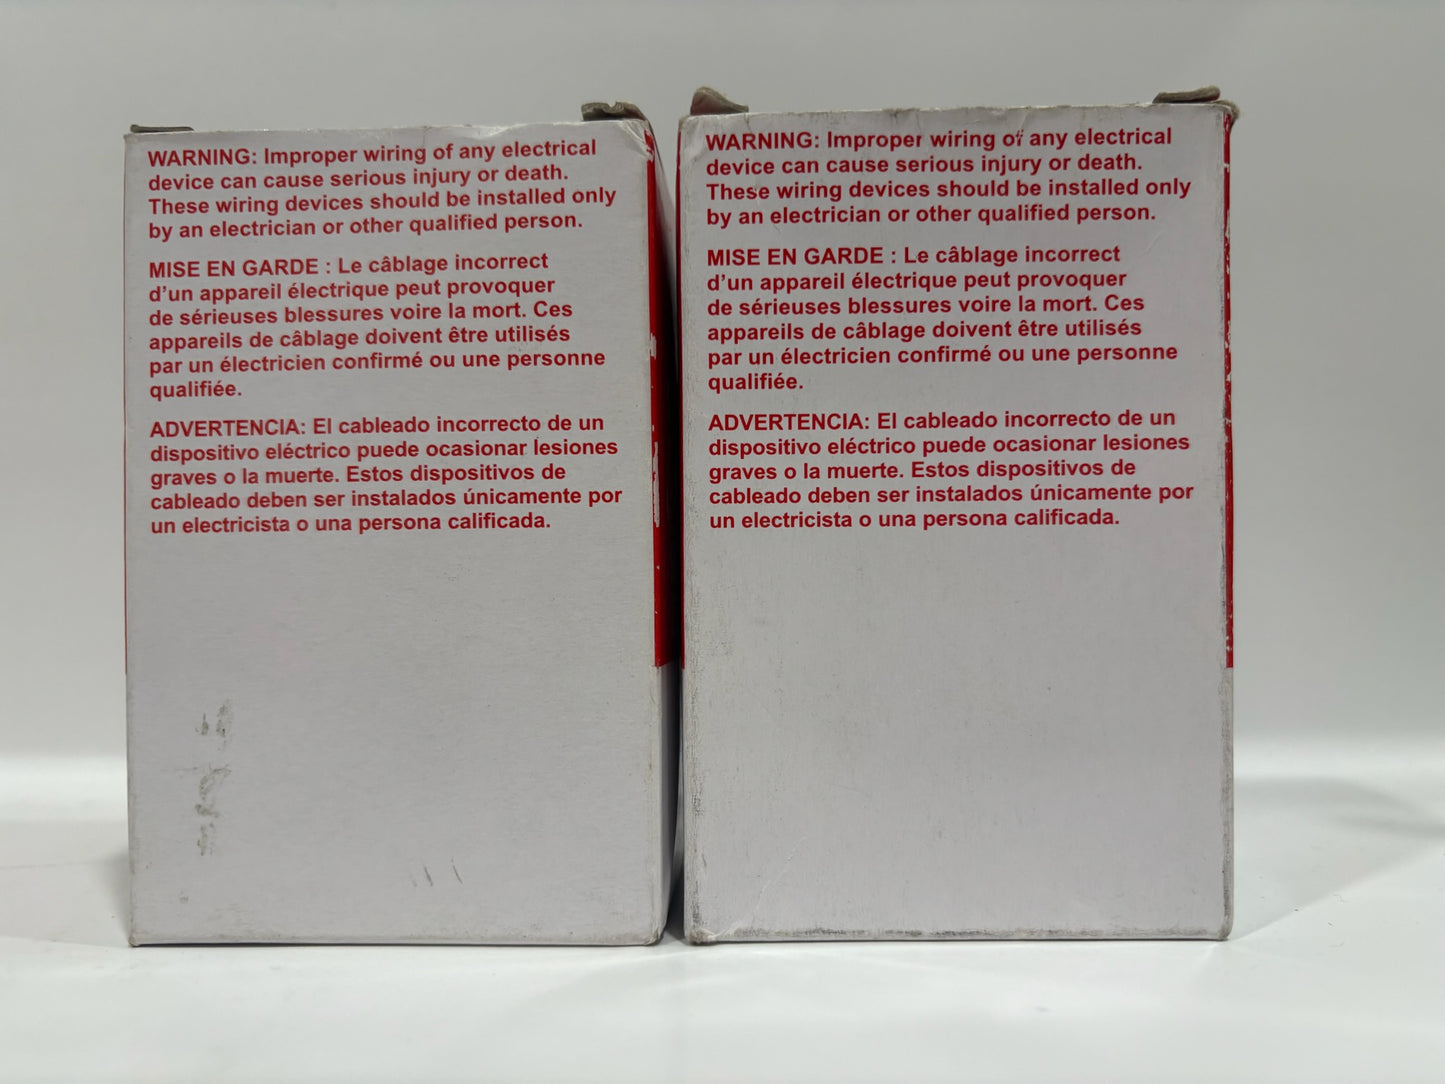 WARNING: Improper wiring of any electrical
device can cause serious injury or death.
These wiring devices should be installed only
by an electrician or other qualified person.
MISE EN GARDE : Le câblage incorrect
d’un appareil électrique peut provoquer
de sérieuses blessures voire la mort. Ces
appareils de câblage doivent être utilisés
par un électricien confirmé ou une personne
qualifiée.
ADVERTENCIA: El cableado incorrecto de un
dispositivo eléctrico puede ocasionar lesiones
graves o la muerte. Estos dispositivos de
cableado deben ser instalados únicamente por
un electricista o una persona calificada.
WARNING: Improper wiring of any electrical
device can cause serious injury or death.
These wiring devices should be installed only
by an electrician or other qualified person.
MISE EN GARDE : Le câblage incorrect
d’un appareil électrique peut provoquer
de sérieuses blessures voire la mort. Ces
appareils de câblage doivent être utilisés
par un électricien confirmé ou une personne
qualifiée.
ADVERTENCIA: El cableado incorrecto de un
dispositivo eléctrico puede ocasionar lesiones
graves o la muerte. Estos dispositivos de
cableado deben ser instalados únicamente por
un electricista o una persona calificada.